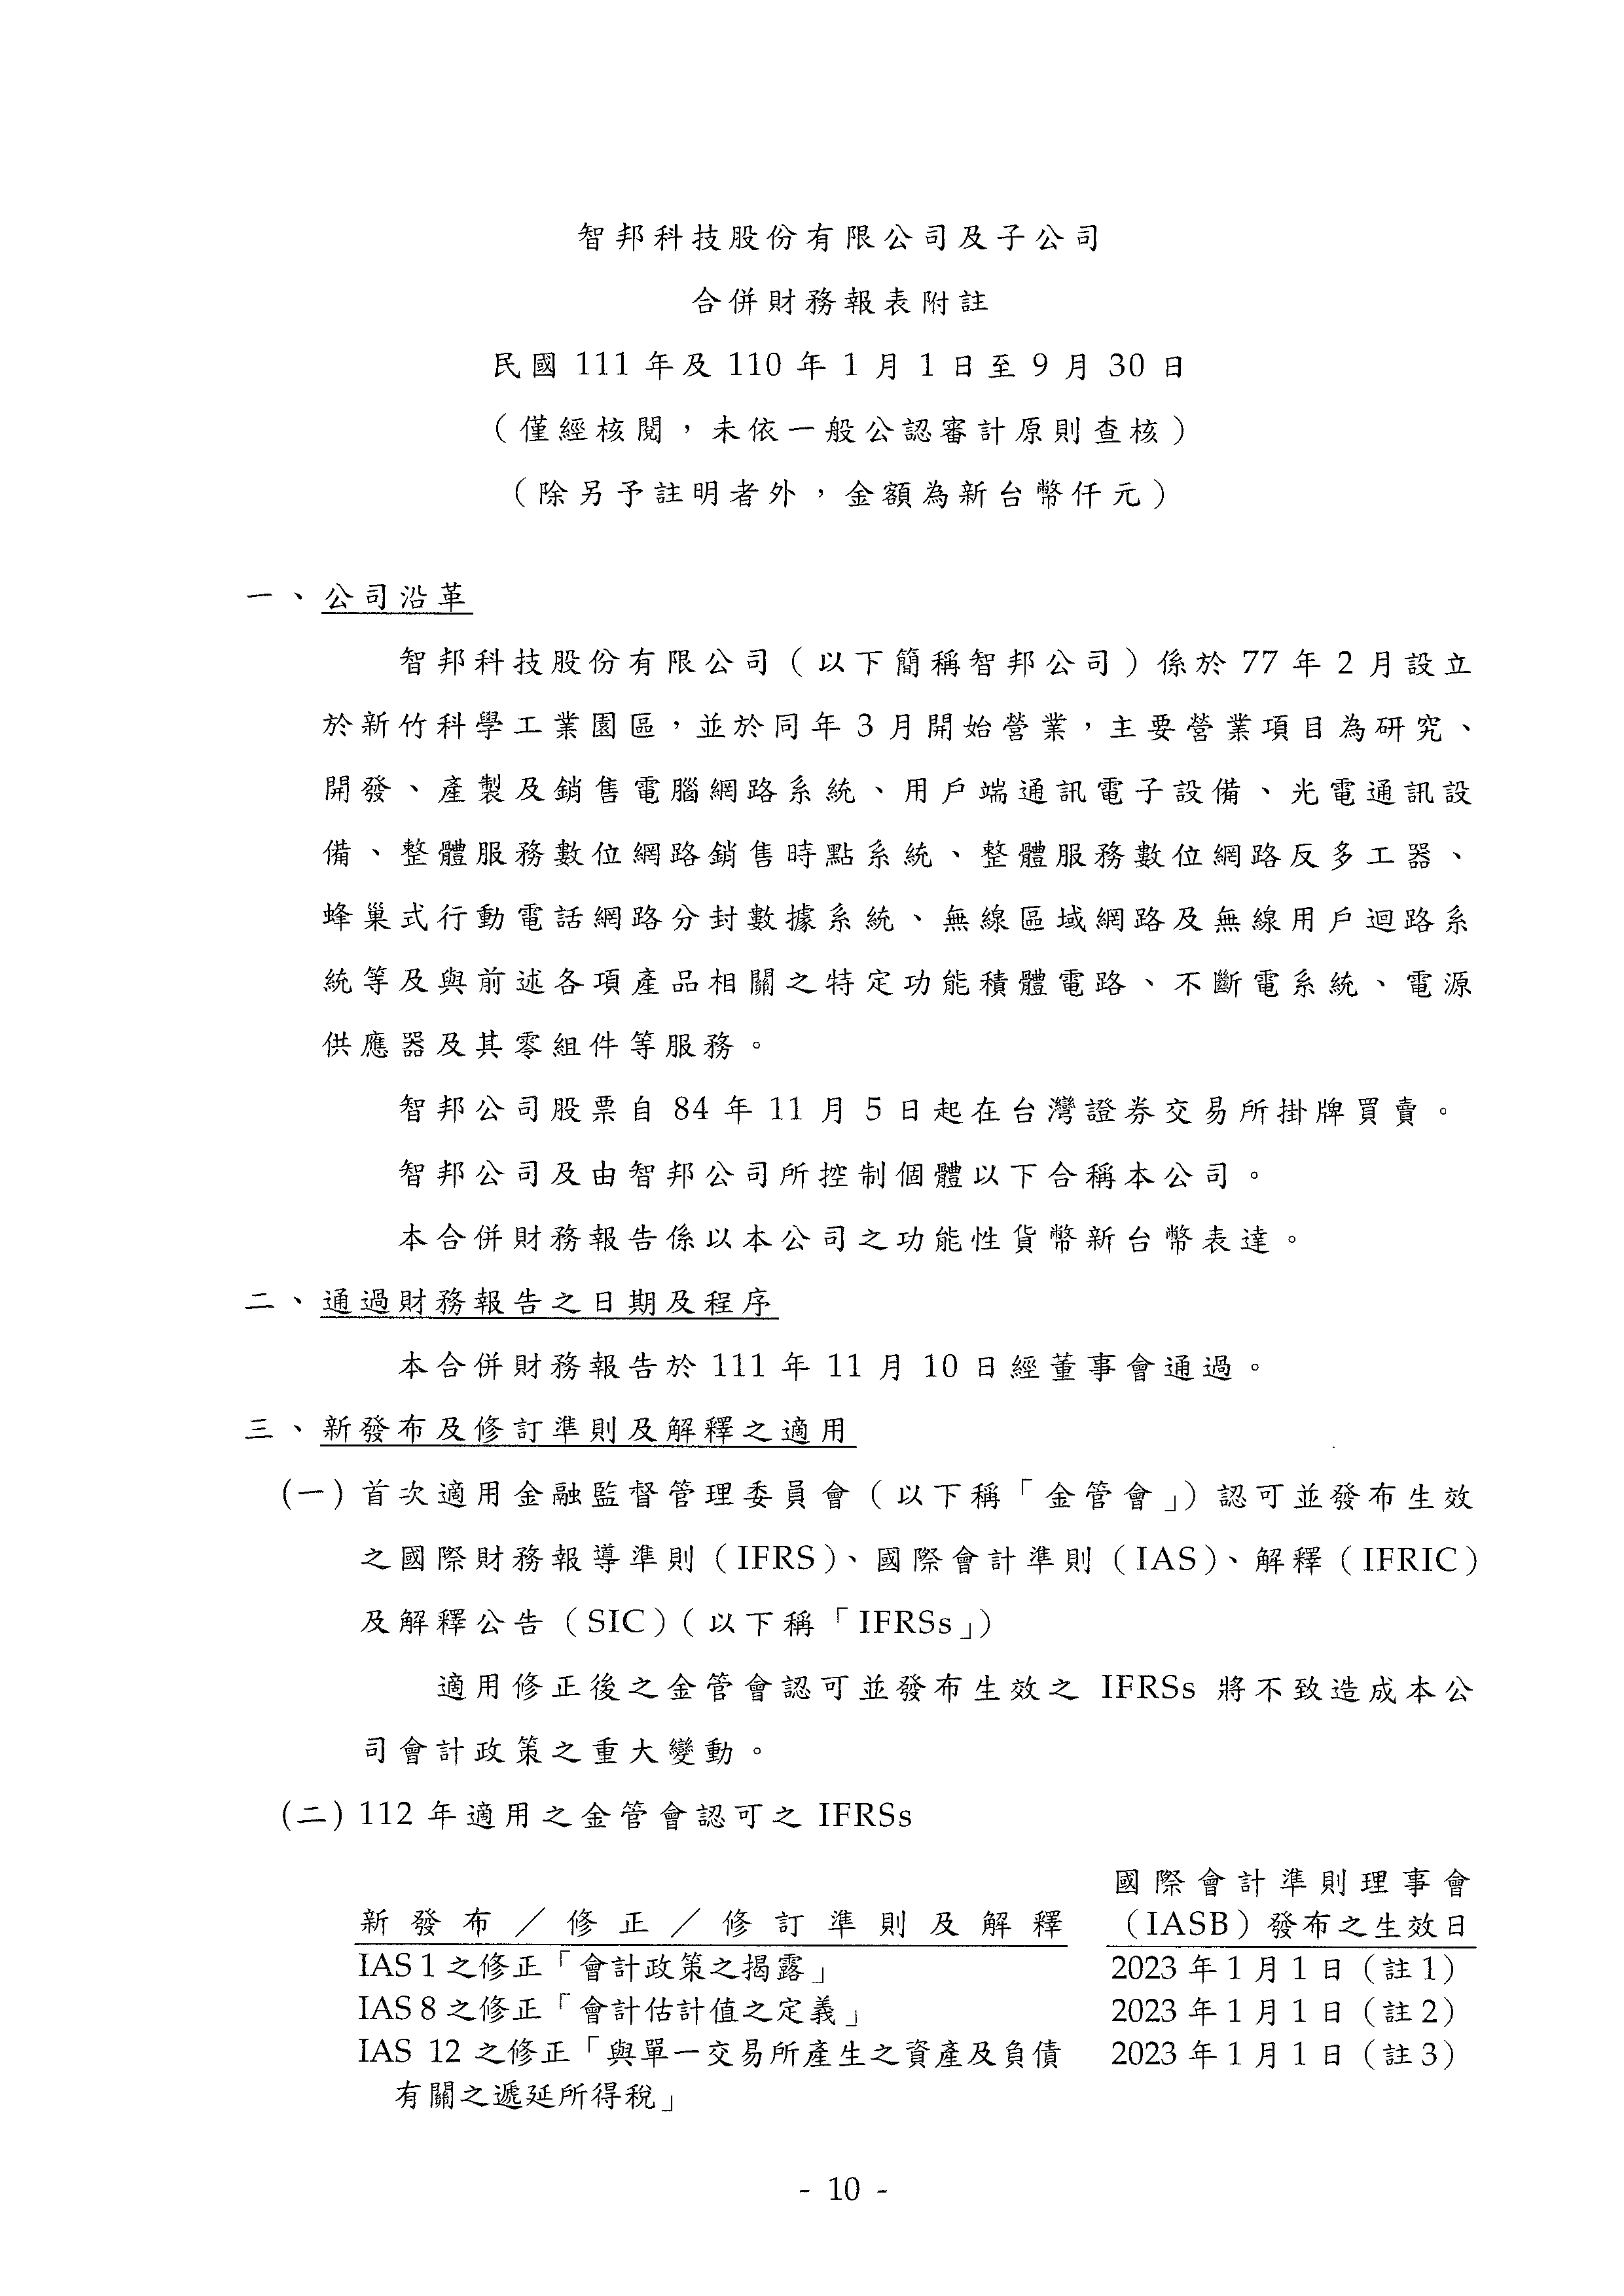 智邦科技股份有限公司及子公司
合併財務報表附註
民國 111 年及 110 年 1 月 1 日至 9 月 30 日
（僅經核閱，未依一般公認審計原則查核）
（除另予註明者外，金額為新台幣仟元）
一、公司沿革
智邦科技股份有限公司（以下簡稱智邦公司）係於 77 年 2 月設立
於新竹科學工業園區，並於同年 3 月開始營業，主要營業項目為研究、
開發、產製及銷售電腦網路系統、用戶端通訊電子設備、光電通訊設
備、整體服務數位網路銷售時點系統、整體服務數位網路反多工器、
蜂巢式行動電話網路分封數據系統、無線區域網路及無線用戶迴路系
統等及與前述各項產品相關之特定功能積體電路、不斷電系統、電源
供應器及其零組件等服務。
智邦公司股票自 84 年 11 月 5 日起在台灣證券交易所掛牌買賣。
智邦公司及由智邦公司所控制個體以下合稱本公司。
本合併財務報告係以本公司之功能性貨幣新台幣表達。
二、通過財務報告之日期及程序
本合併財務報告於 111 年 11 月 10 日經董事會通過。
三、新發布及修訂準則及解釋之適用
(一) 首次適用金融監督管理委員會（以下稱「金管會」）認可並發布生效
之國際財務報導準則（IFRS）、國際會計準則（IAS）、解釋（IFRIC）
及解釋公告（SIC）（以下稱「IFRSs」）
適用修正後之金管會認可並發布生效之 IFRSs 將不致造成本公
司會計政策之重大變動。
(二) 112 年適用之金管會認可之 IFRSs
國際會計準則理事會
新發布／修正／修訂準則及解釋 （IASB）發布之生效日
IAS 1 之修正「會計政策之揭露」 2023 年 1 月 1 日（註 1）
IAS 8 之修正「會計估計值之定義」 2023 年 1 月 1 日（註 2）
IAS 12 之修正「與單一交易所產生之資產及負債 2023 年 1 月 1 日（註 3）
有關之遞延所得稅」
- 10 -